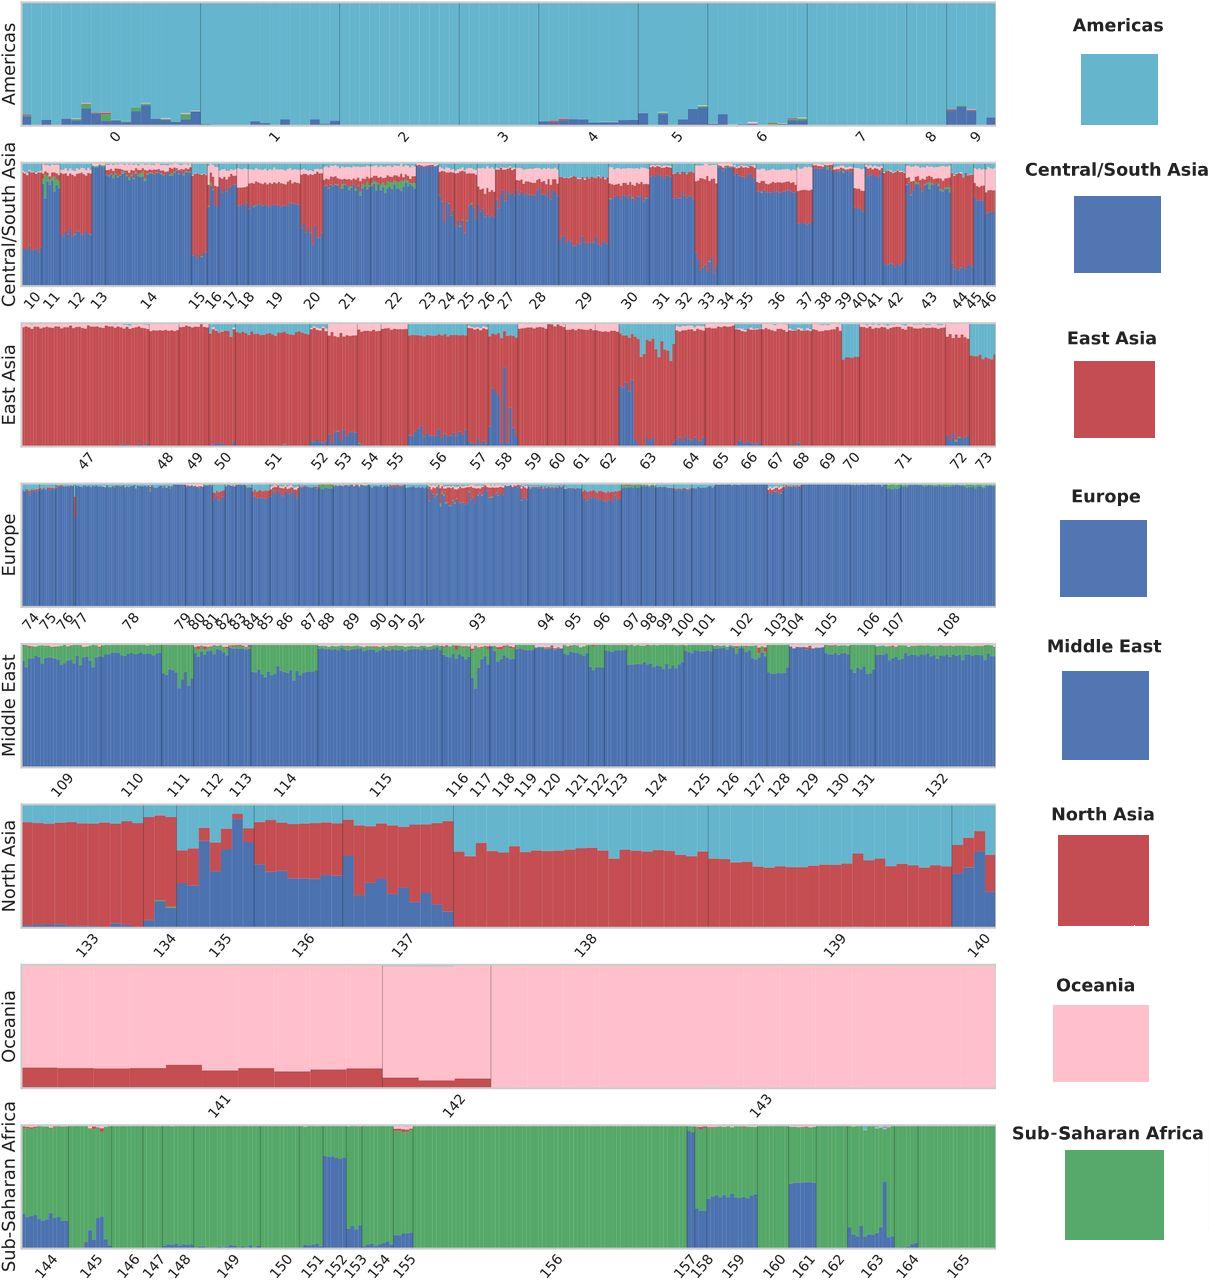 Americas
Americas
0 1 2 3 4 5 6 7 8 9
Central/South Asia
Central/South Asia
10 11 12 13 14 15 16 17 18 19 20 21 22 23 24 25 26 27 28 29 30 31 32 33 34 35 36 37 38 39 40 41 42 43 44 45 46
East Asia
East Asia
47 48 49 50 51 52 53 54 55 56 57 58 59 60 61 62 63 64 65 66 67 68 69 70 71 72 73
Europe
Europe
74 75 76 77 78 79 80 81 82 83 84 85 86 87 88 89 90 91 92 93 94 95 96 97 98 99 100 101 102 103 104 105 106 107 108
Middle East
Middle East
109 110 111 112 113 114 115 116 117 118 119 120 121 122 123 124 125 126 127 128 129 130 131 132
North Asia
North Asia
133 134 135 136 137 138 139 140
Oceania
Oceania
141 142 143
Sub-Saharan Africa
Sub-Saharan Africa
144 145 146 147 148 149 150 151 152 153 154 155 156 157 158 159 160 161 162 163 164 165